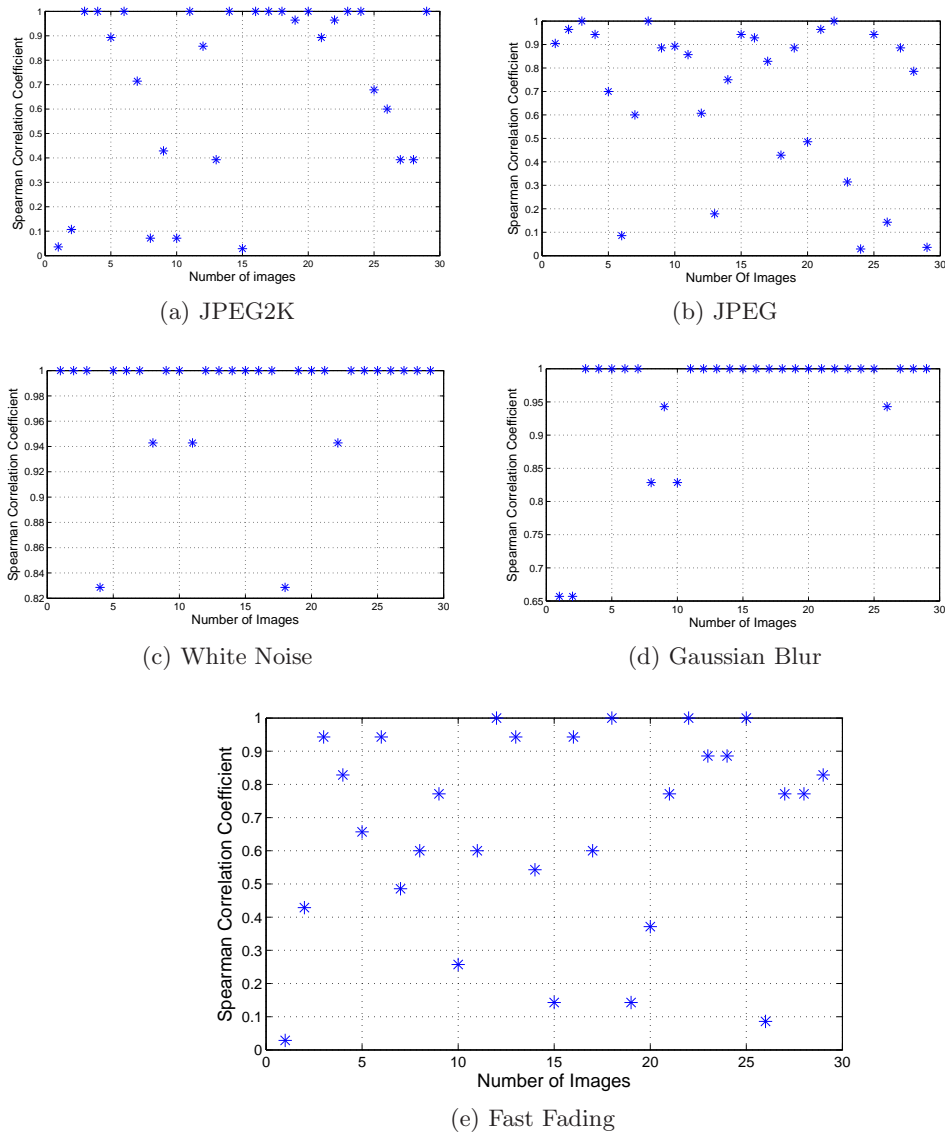 Spearman Correlation Coefficient
1
0.9
0.8
0.7
0.6
0.5
0.4
0.3
0.2
0.1
0
0 5 10 15 20 25 30
Number of images
(a) JPEG2K
Spearman Correlation Coefficient
1
0.9
0.8
0.7
0.6
0.5
0.4
0.3
0.2
0.1
0
0 5 10 15 20 25 30
Number Of Images
(b) JPEG
Spearman Correlation Coefficient
1
0.98
0.96
0.94
0.92
0.9
0.88
0.86
0.84
0.82
0 5 10 15 20 25 30
Number of Images
(c) White Noise
Spearman Correlation Coefficient
1
0.95
0.9
0.85
0.8
0.75
0.7
0.65
0 5 10 15 20 25 30
Number of Images
(d) Gaussian Blur
Spearman Correlation Coefficient
1
0.9
0.8
0.7
0.6
0.5
0.4
0.3
0.2
0.1
0
0 5 10 15 20 25 30
Number of Images
(e) Fast Fading